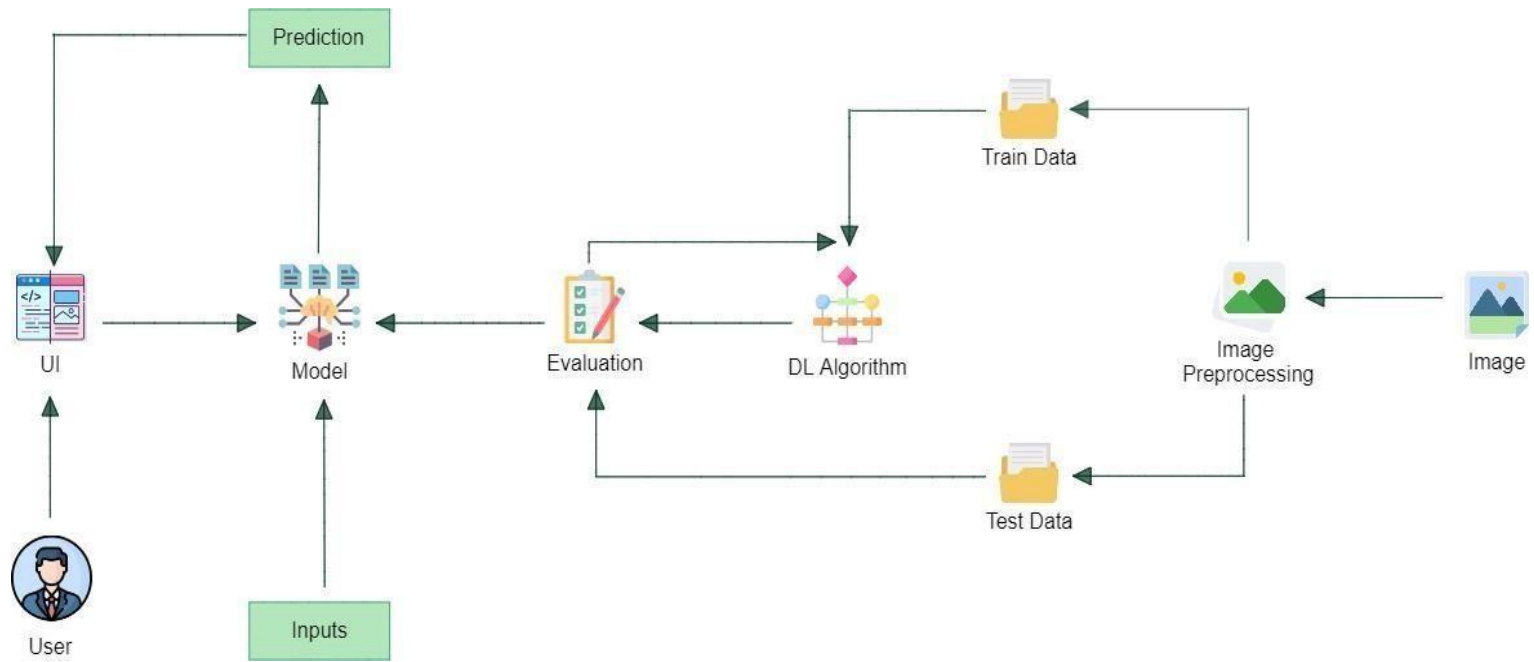 Prediction
Train Data
UI
Model
Evaluation
DL Algorithm
Image
Preprocessing
Image
Test Data
User
Inputs